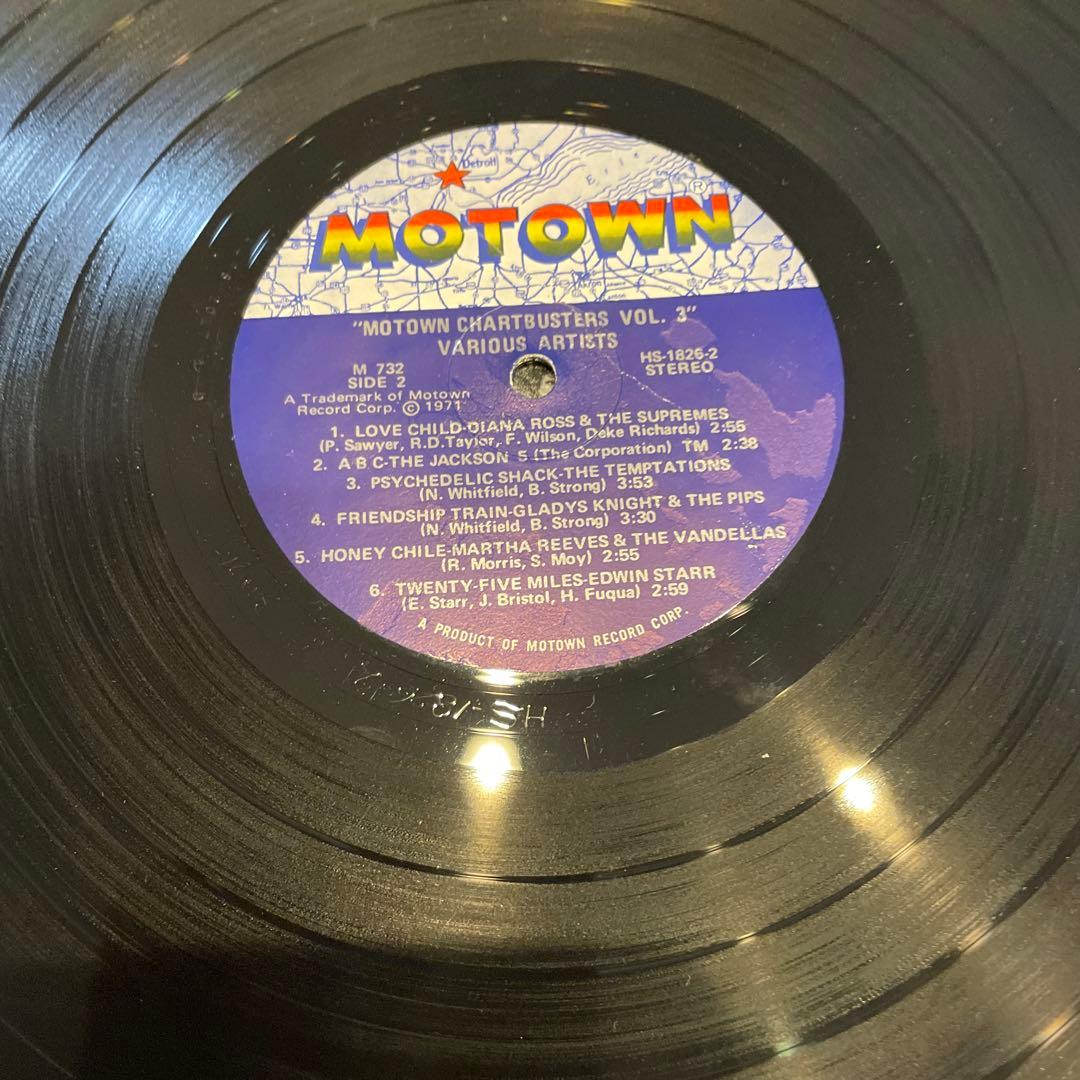 Detroit
MOTOWN®
"MOTOWN CHARTBUSTERS VOL. 3"
VARIOUS ARTISTS
M 732
SIDE 2
HS-1826-2
STEREO
A Trademark of Motown
Record Corp. © 1971
1. LOVE CHILD-DIANA ROSS & THE SUPREMES
(P. Sawyer, R.D.Taylor, F. Wilson, Deke Richards) 2:55
2. A B C-THE JACKSON 5 (The Corporation) TM 2:38
3. PSYCHEDELIC SHACK-THE TEMPTATIONS
(N. Whitfield, B. Strong) 3:53
4. FRIENDSHIP TRAIN-GLADYS KNIGHT & THE PIPS
(N. Whitfield, B. Strong) 3:30
5. HONEY CHILE-MARTHA REEVES & THE VANDELLAS
(R. Morris, S. Moy) 2:55
6. TWENTY-FIVE MILES-EDWIN STARR
(E. Starr, J. Bristol, H. Fuqua) 2:59
A PRODUCT OF MOTOWN RECORD CORP.